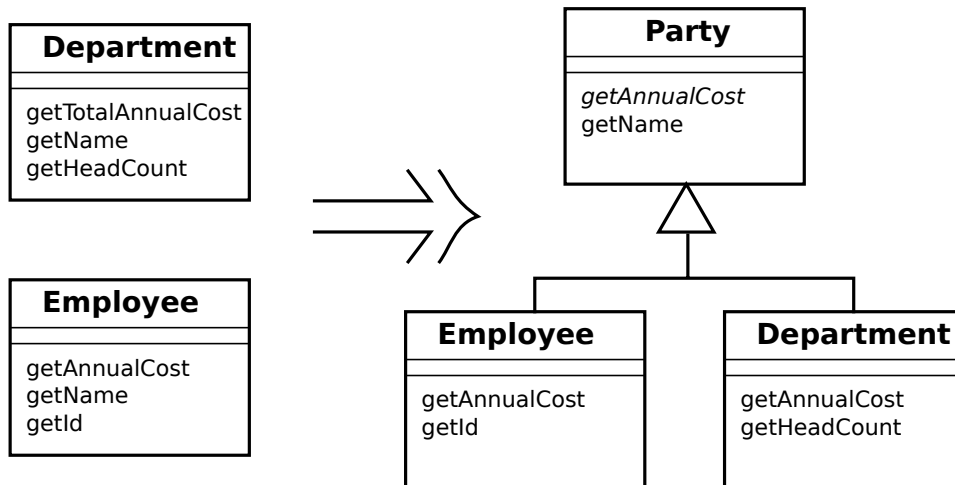 Department
getTotalAnnualCost
getName
getHeadCount
Employee
getAnnualCost
getName
getId
Party
getAnnualCost
getName
Employee
getAnnualCost
getId
Department
getAnnualCost
getHeadCount